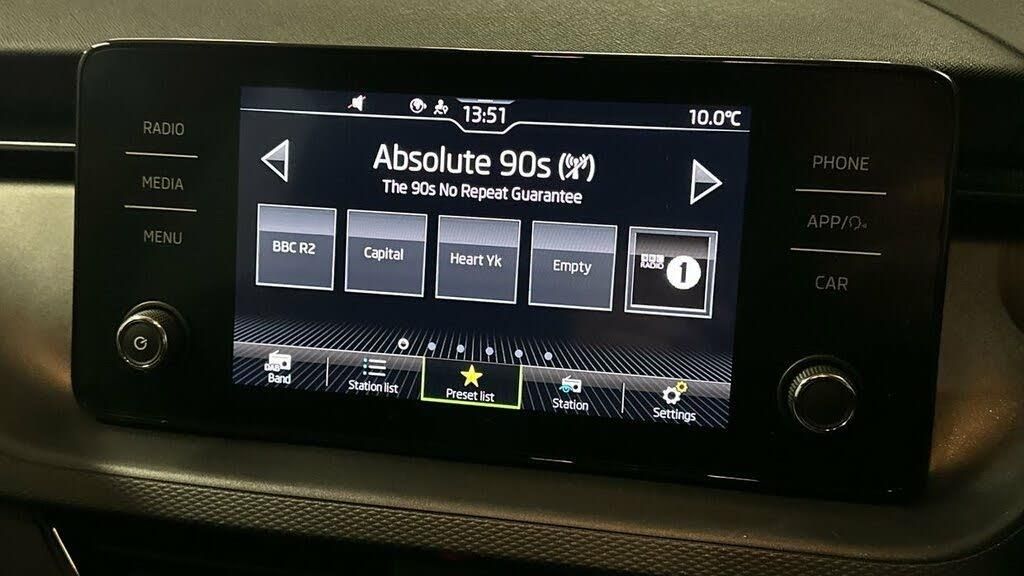 RADIO
MEDIA
MENU
13:51
10.0°C
Absolute 90s
The 90s No Repeat Guarantee
BBC R2
Capital
Heart Yk
Empty
BBC
RADIO
1
DAB
Band
Station list
Preset list
Station
Settings
PHONE
APP/
CAR